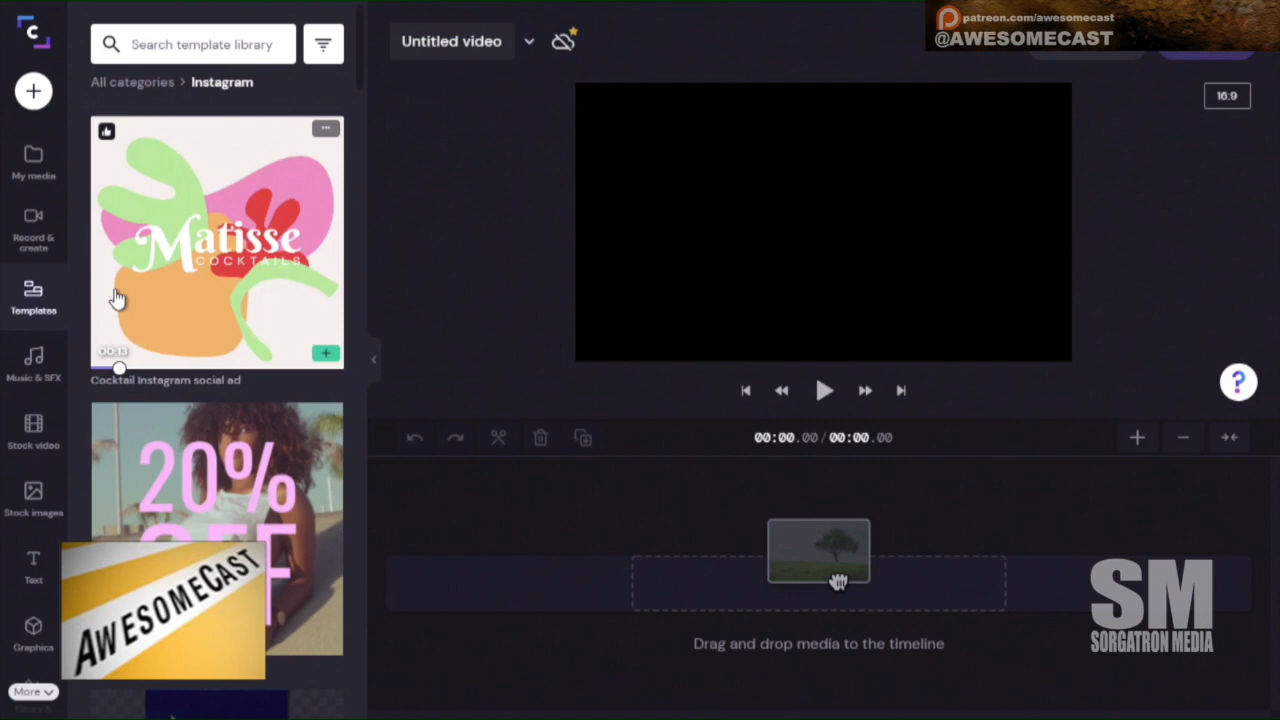 C
Search template library
All categories > Instagram
Untitled video
patreon.com/awesomecast
@AWESOMECAST
16:9
My media
Record &
create
Templates
Music & SFX
Stock video
Stock images
Text
Graphics
More
Matisse
COCKTAILS
00:13
Cocktail Instagram social ad
20%
OFF
AWESOMECAST
?
00:00.00 / 00:00.00
Drag and drop media to the timeline
SM
SORGATRON MEDIA